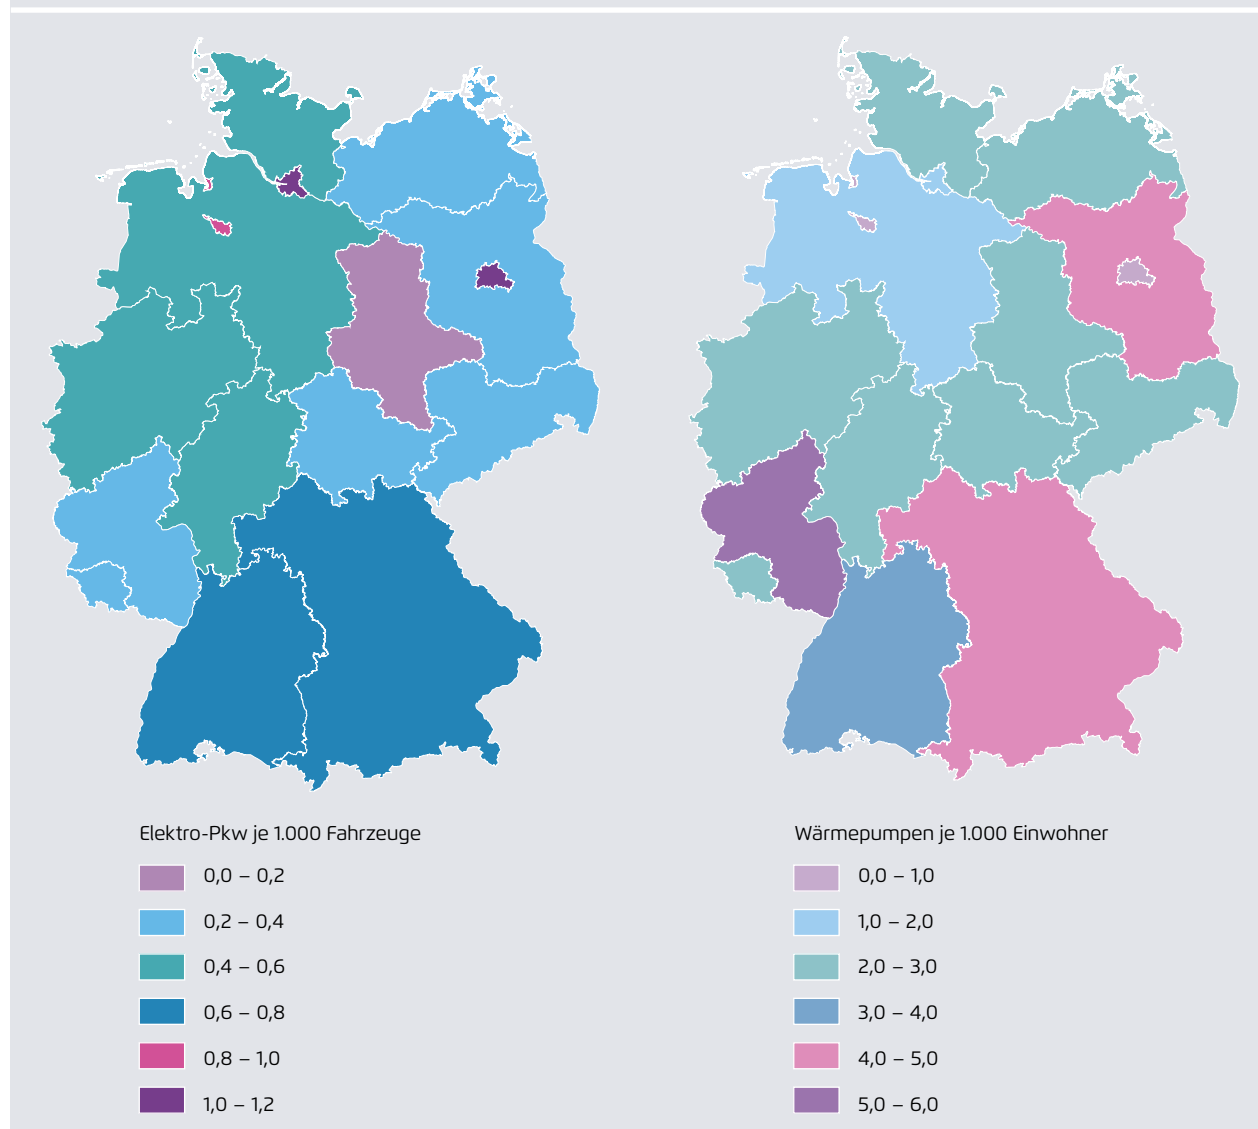 Elektro-Pkw je 1.000 Fahrzeuge
0,0 – 0,2
0,2 – 0,4
0,4 – 0,6
0,6 – 0,8
0,8 – 1,0
1,0 – 1,2
Wärmepumpen je 1.000 Einwohner
0,0 – 1,0
1,0 – 2,0
2,0 – 3,0
3,0 – 4,0
4,0 – 5,0
5,0 – 6,0